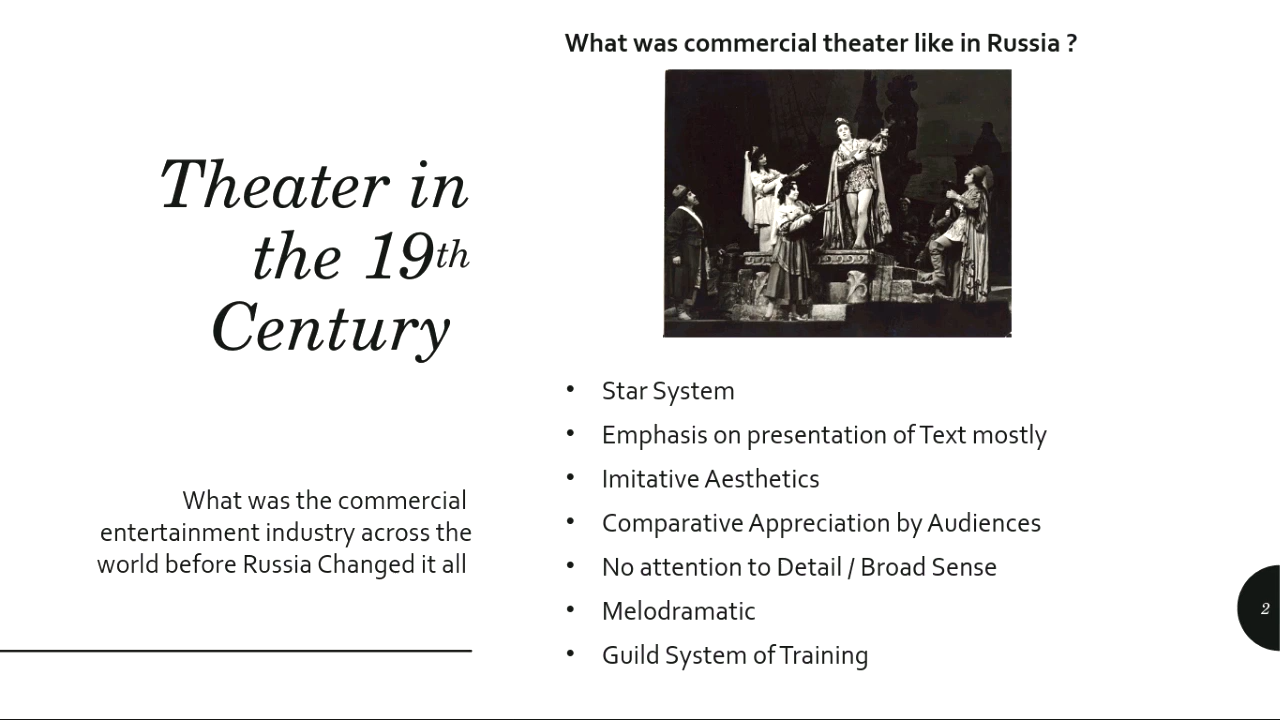 Theater in
the 19th
Century
What was the commercial
entertainment industry across the
world before Russia Changed it all
What was commercial theater like in Russia ?
• Star System
• Emphasis on presentation of Text mostly
• Imitative Aesthetics
• Comparative Appreciation by Audiences
• No attention to Detail / Broad Sense
• Melodramatic
• Guild System of Training
2